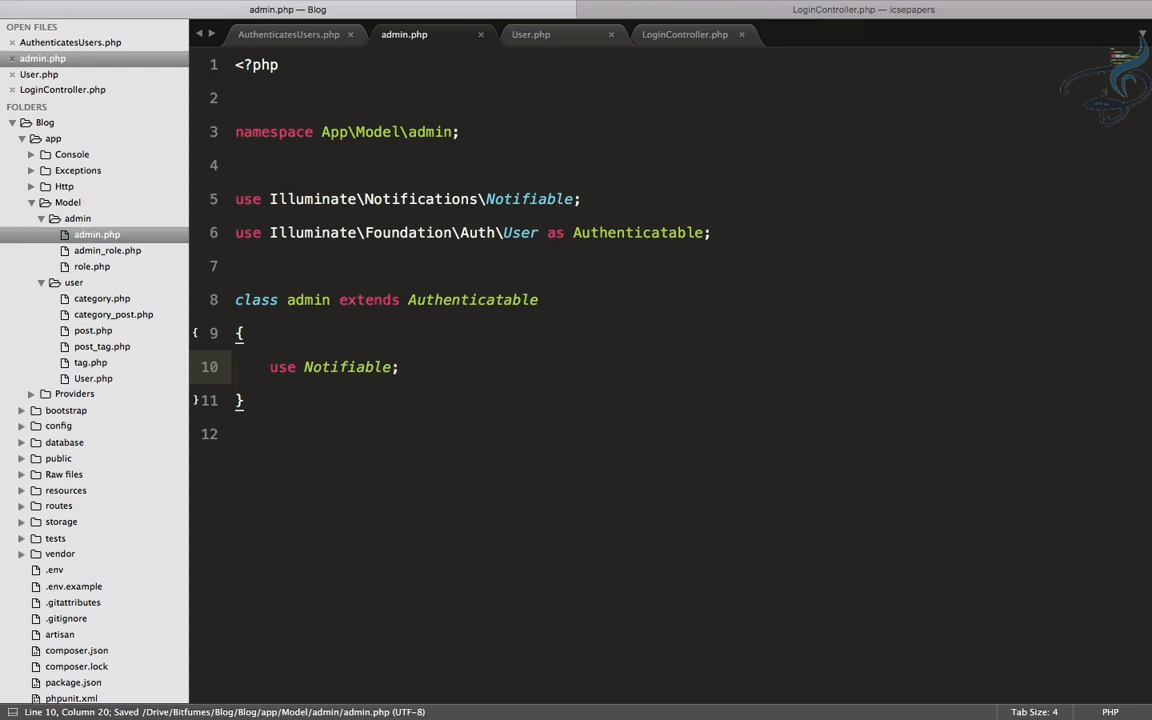 admin.php — Blog
LoginController.php — icsepapers
OPEN FILES
AuthenticatesUsers.php
admin.php
User.php
LoginController.php
FOLDERS
Blog
app
Console
Exceptions
Http
Model
admin
admin.php
admin_role.php
role.php
user
category.php
category_post.php
post.php
post_tag.php
tag.php
User.php
Providers
bootstrap
config
database
public
Raw files
resources
routes
storage
tests
vendor
.env
.env.example
.gitattributes
.gitignore
artisan
composer.json
composer.lock
package.json
phpunit.xml
AuthenticatesUsers.php
admin.php
User.php
LoginController.php
1 <?php
2
3 namespace App\Model\admin;
4
5 use Illuminate\Notifications\Notifiable;
6 use Illuminate\Foundation\Auth\User as Authenticatable;
7
8 class admin extends Authenticatable
{ 9 {
10 use Notifiable;
} 11 }
12
Line 10, Column 20; Saved /Drive/Bitfumes/Blog/Blog/app/Model/admin/admin.php (UTF-8)
Tab Size: 4
PHP